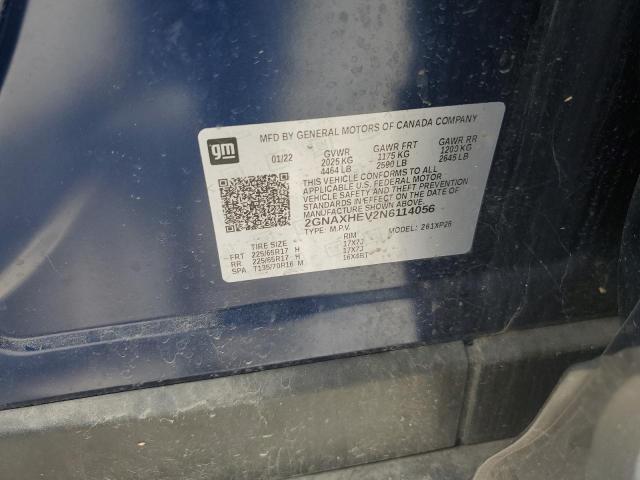 gm
MFD BY GENERAL MOTORS OF CANADA COMPANY
01/22 GVWR GAWR FRT GAWR RR
2025 KG 1175 KG 1200 KG
4464 LB 2590 LB 2645 LB
THIS VEHICLE CONFORMS TO ALL
APPLICABLE U.S. FEDERAL MOTOR
VEHICLE SAFETY AND THEFT PREVENTION
STANDARDS IN EFFECT ON THE DATE OF
MANUFACTURE SHOWN ABOVE.
2GNAXHEV2N6114056
TYPE: M.P.V. MODEL: 261XP26
TIRE SIZE RIM
FRT 225/65R17 H 17X7J
RR 225/65R17 H 17X7J
SPA T135/70R16 M 16X4BT